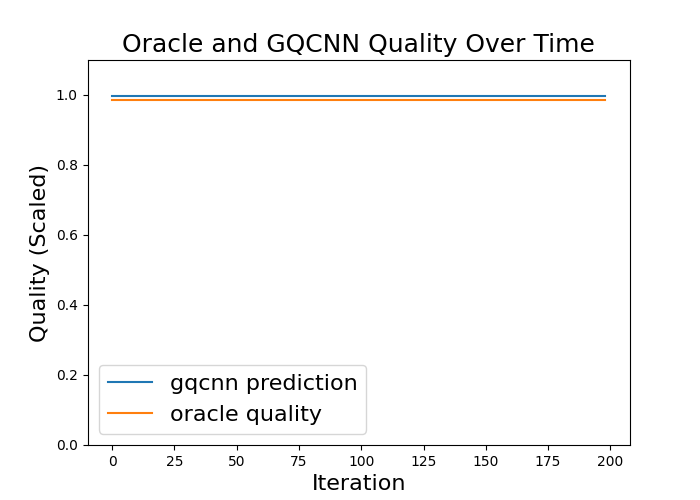 Oracle and GQCNN Quality Over Time
1.0
0.8
0.6
0.4
0.2
0.0
Quality (Scaled)
gqcnn prediction
oracle quality
0 25 50 75 100 125 150 175 200
Iteration